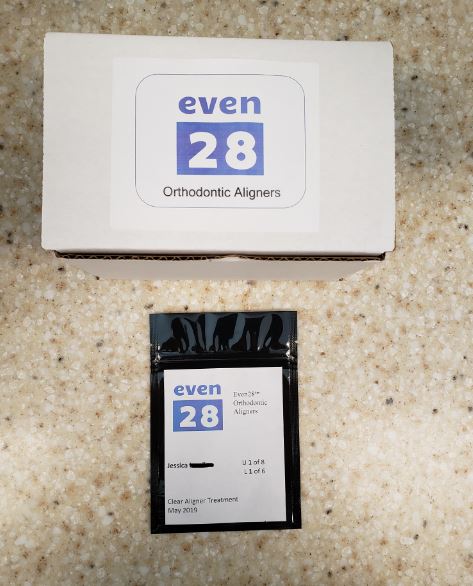 even
28
Orthodontic Aligners
even
28
Even28™
Orthodontic
Aligners
Jessica
U 1 of 8
L 1 of 6
Clear Aligner Treatment
May 2019